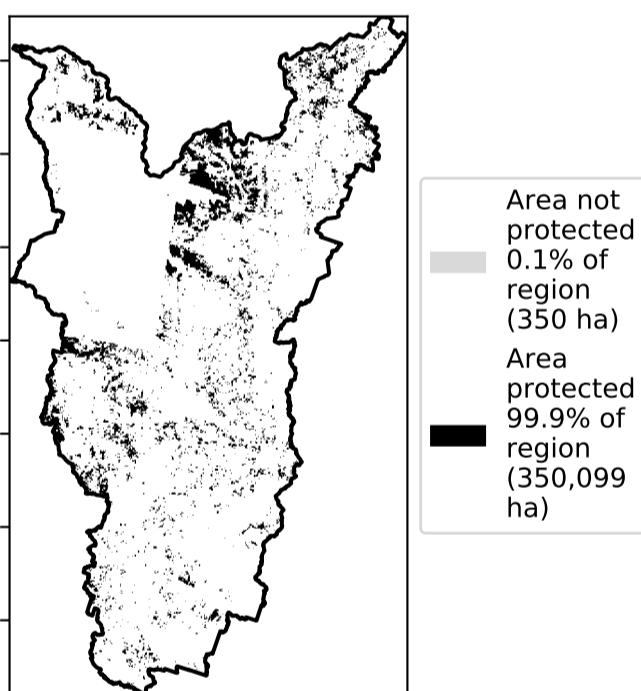 Area not
protected
0.1% of
region
(350 ha)
Area
protected
99.9% of
region
(350,099
ha)